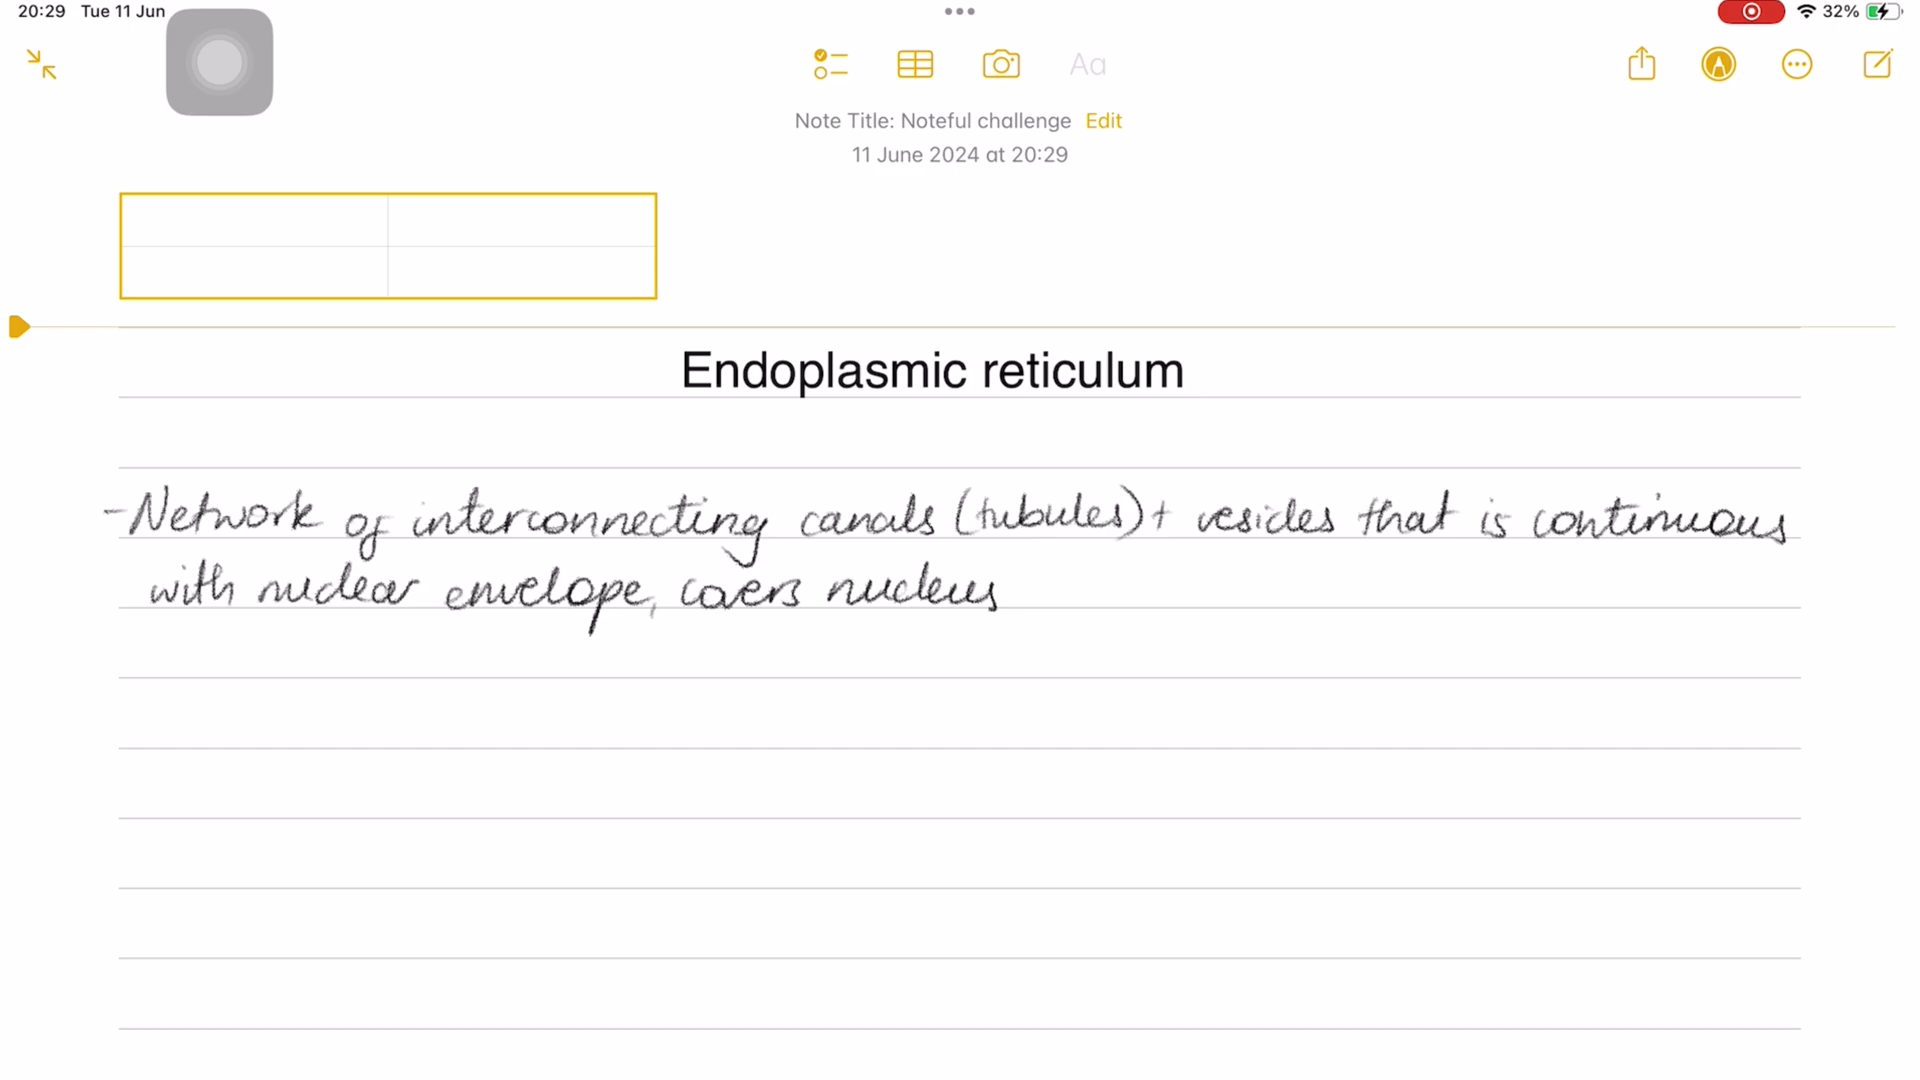 20:29 Tue 11 Jun
32%
Aa
Note Title: Noteful challenge Edit
11 June 2024 at 20:29
Endoplasmic reticulum
-Network of interconnecting canals (tubules) + vesicles that is continuous
with nuclear envelope, covers nucleus